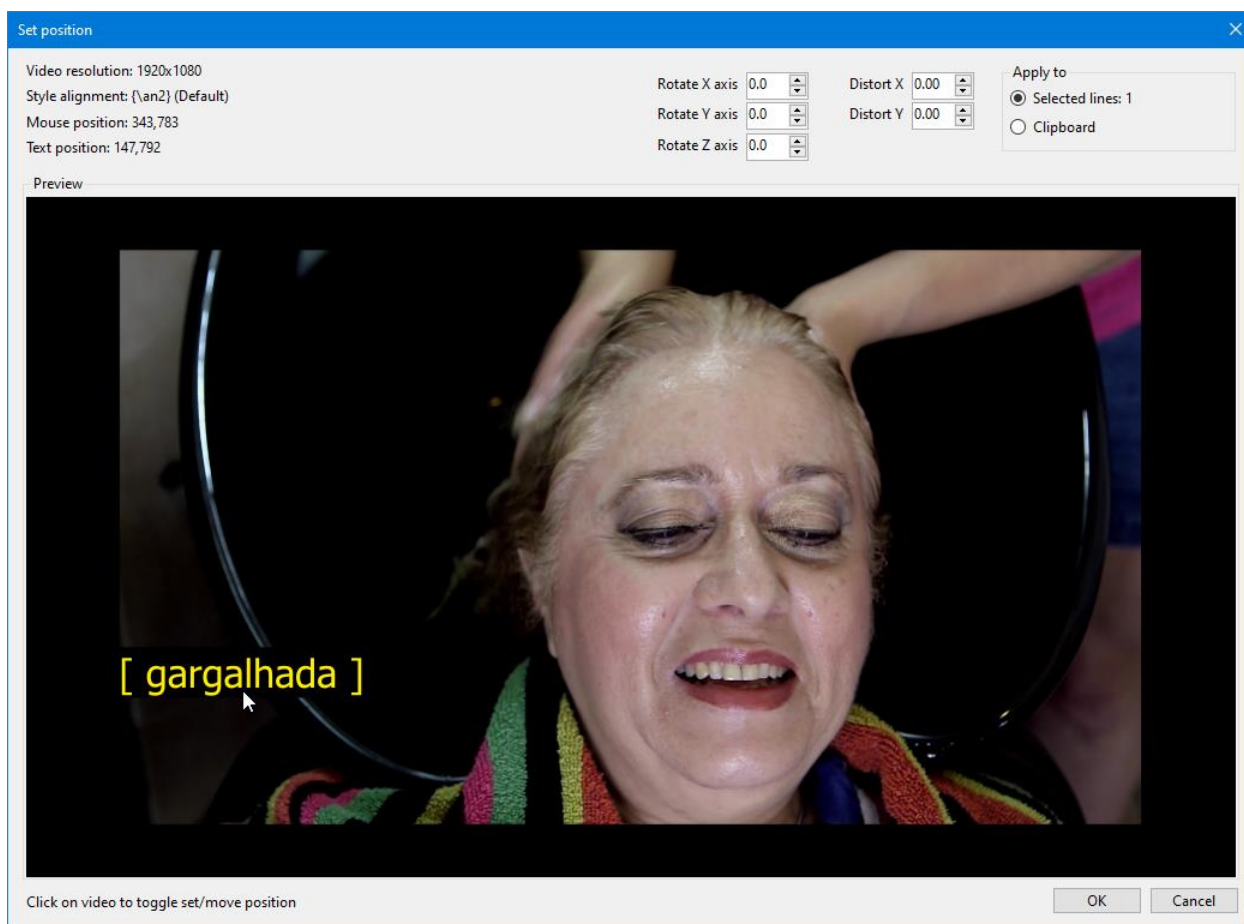 Set position
Video resolution: 1920x1080
Style alignment: {\an2} (Default)
Mouse position: 343,783
Text position: 147,792
Rotate X axis 0.0
Rotate Y axis 0.0
Rotate Z axis 0.0
Distort X 0.00
Distort Y 0.00
Apply to
Selected lines: 1
Clipboard
Preview
[ gargalhada ]
Click on video to toggle set/move position
OK
Cancel